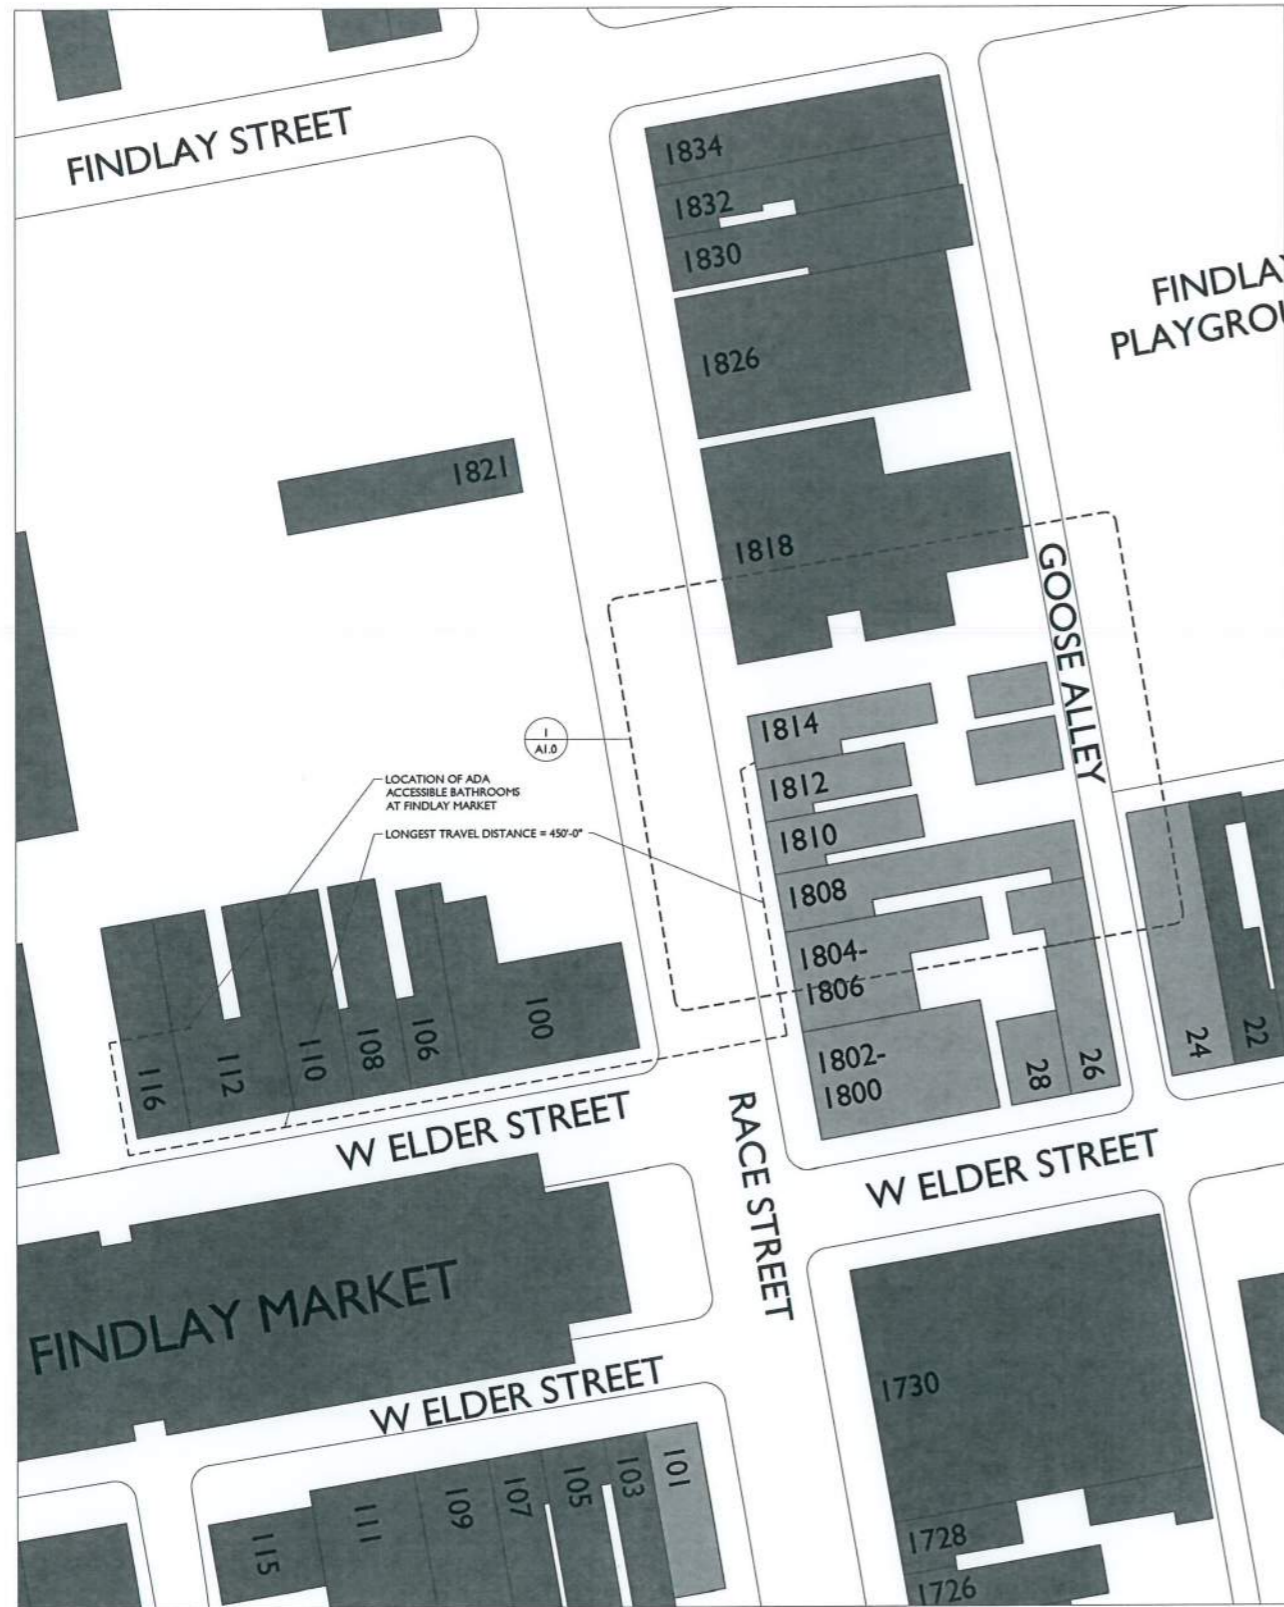 FINDLAY STREET
1834
1832
1830
1826
1821
1818
GOOSE ALLEY
1
A1.0
LOCATION OF ADA
ACCESSIBLE BATHROOMS
AT FINDLAY MARKET
LONGEST TRAVEL DISTANCE = 450'-0"
1814
1812
1810
1808
1804-
1806
1802-
1800
28
26
24
22
116
112
110
108
106
100
W ELDER STREET
RACE STREET
W ELDER STREET
FINDLAY MARKET
W ELDER STREET
115
111
109
107
105
103
101
1730
1728
1726